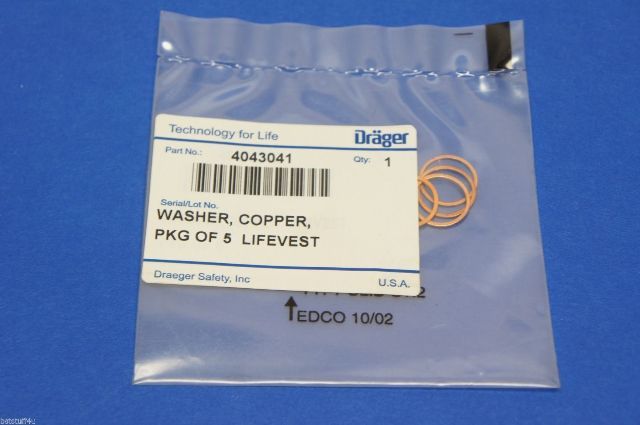 Technology for Life Dräger
Part No.: 4043041 Qty: 1
Serial/Lot No.
WASHER, COPPER,
PKG OF 5 LIFEVEST
Draeger Safety, Inc U.S.A.
EDCO 10/02
batstuff4u